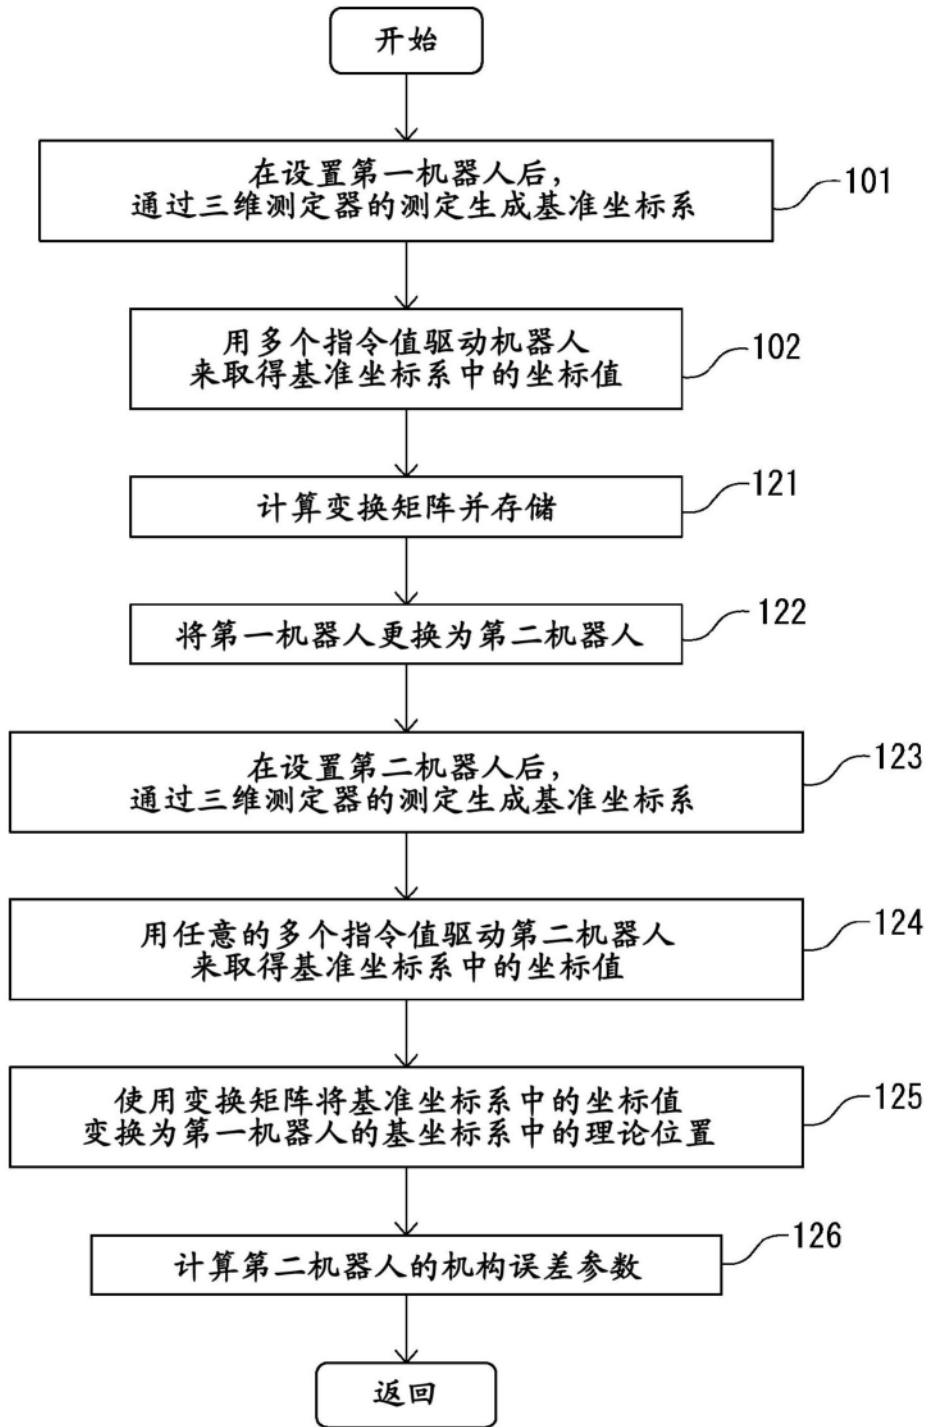 开始
在设置第一机器人后，
通过三维测定器的测定生成基准坐标系
101
用多个指令值驱动机器人
来取得基准坐标系中的坐标值
102
计算变换矩阵并存储
121
将第一机器人更换为第二机器人
122
在设置第二机器人后，
通过三维测定器的测定生成基准坐标系
123
用任意的多个指令值驱动第二机器人
来取得基准坐标系中的坐标值
124
使用变换矩阵将基准坐标系中的坐标值
变换为第一机器人的基坐标系中的理论位置
125
计算第二机器人的机构误差参数
126
返回